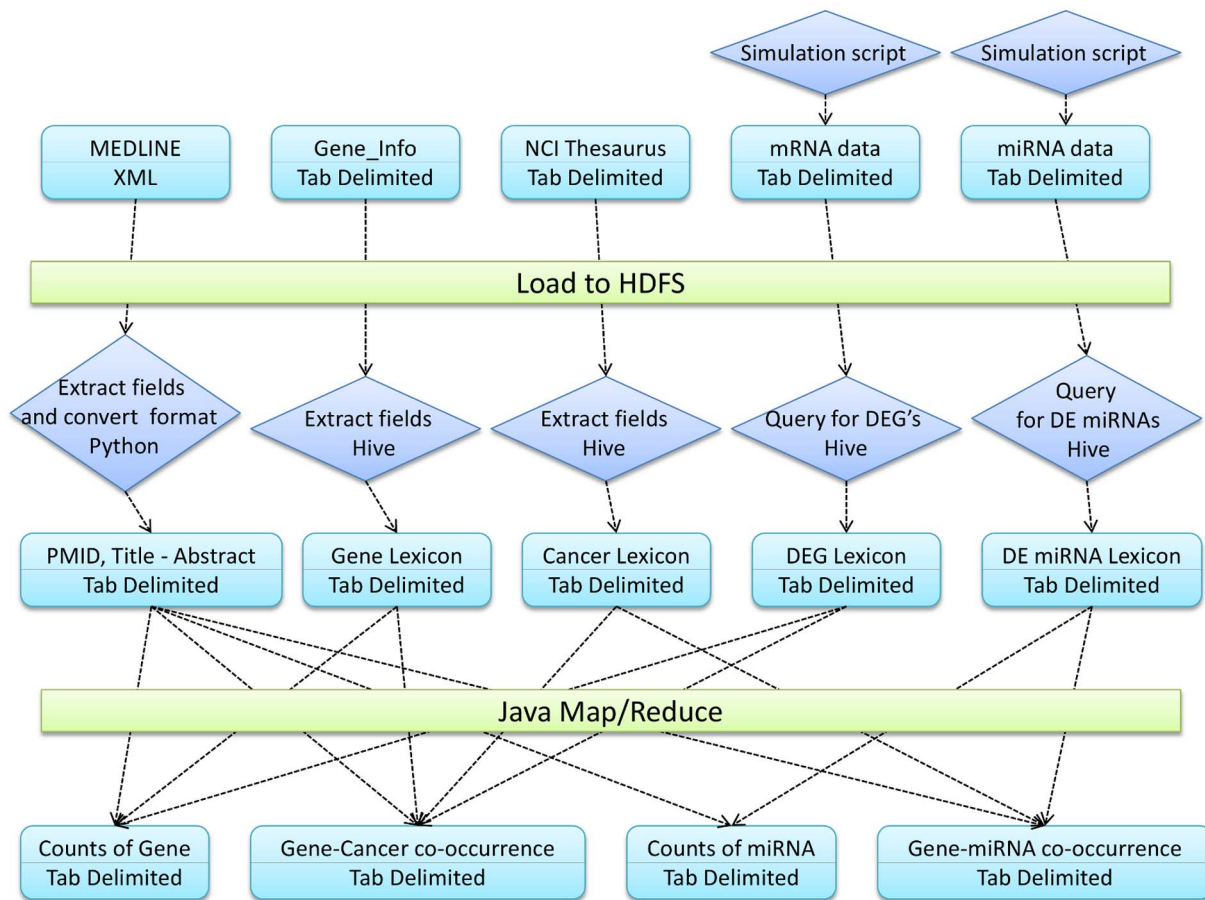 Simulation script
Simulation script
MEDLINE
XML
Gene_Info
Tab Delimited
NCI Thesaurus
Tab Delimited
mRNA data
Tab Delimited
miRNA data
Tab Delimited
Load to HDFS
Extract fields
and convert format
Python
Extract fields
Hive
Extract fields
Hive
Query for DEG's
Hive
Query
for DE miRNAs
Hive
PMID, Title - Abstract
Tab Delimited
Gene Lexicon
Tab Delimited
Cancer Lexicon
Tab Delimited
DEG Lexicon
Tab Delimited
DE miRNA Lexicon
Tab Delimited
Java Map/Reduce
Counts of Gene
Tab Delimited
Gene-Cancer co-occurrence
Tab Delimited
Counts of miRNA
Tab Delimited
Gene-miRNA co-occurrence
Tab Delimited